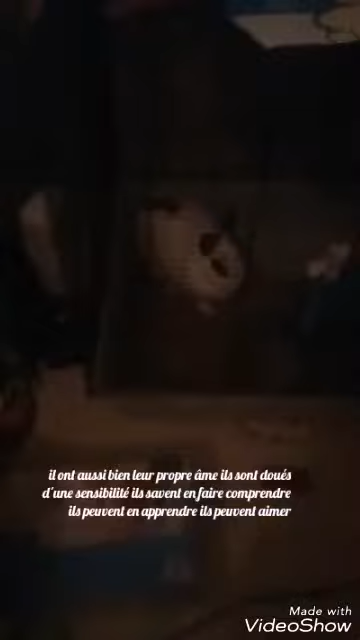 il ont aussi bien leur propre âme ils sont doués
d'une sensibilité ils savent en faire comprendre
ils peuvent en apprendre ils peuvent aimer
Made with
VideoShow